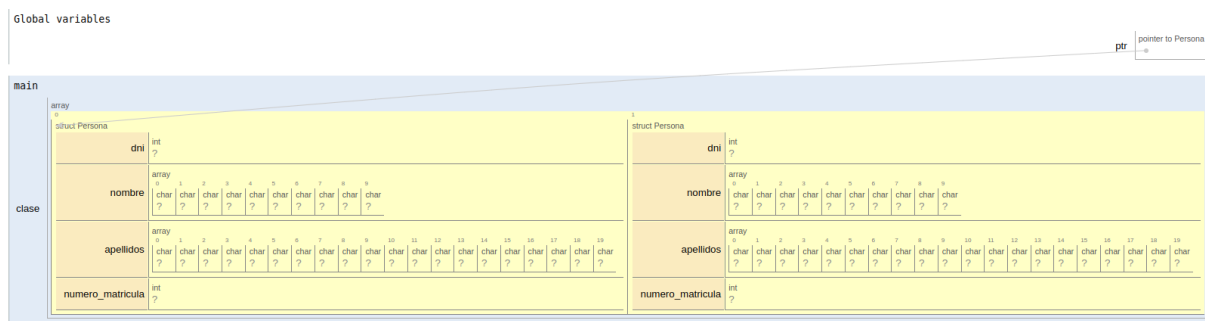 Global variables
ptr
pointer to Persona
main
array
0 1
struct Persona struct Persona
dni int ? dni int ?
array array
0 1 2 3 4 5 6 7 8 9 0 1 2 3 4 5 6 7 8 9
nombre char char char char char char char char char char nombre char char char char char char char char char char
? ? ? ? ? ? ? ? ? ? ? ? ? ? ? ? ? ? ? ?
clase
array array
0 1 2 3 4 5 6 7 8 9 10 11 12 13 14 15 16 17 18 19 0 1 2 3 4 5 6 7 8 9 10 11 12 13 14 15 16 17 18 19
apellidos char char char char char char char char char char char char char char char char char char char char apellidos char char char char char char char char char char char char char char char char char char char char
? ? ? ? ? ? ? ? ? ? ? ? ? ? ? ? ? ? ? ? ? ? ? ? ? ? ? ? ? ? ? ? ? ? ? ? ? ? ? ?
numero_matricula int ? numero_matricula int ?